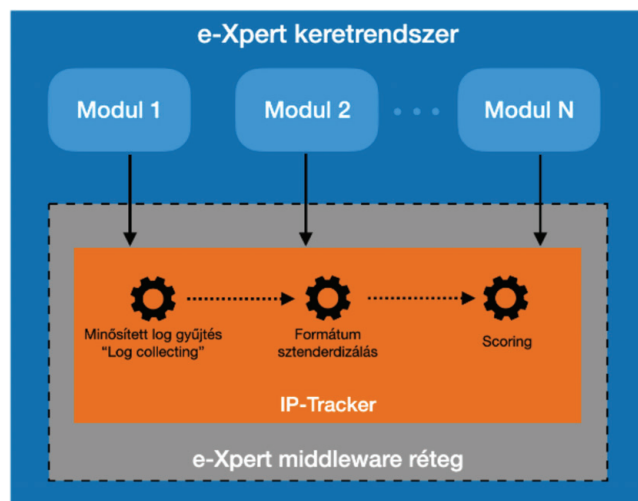 e-Xpert keretrendszer
Modul 1
Modul 2
Modul N
Minősített log gyűjtés
"Log collecting"
Formátum
sztenderdizálás
Scoring
IP-Tracker
e-Xpert middleware réteg